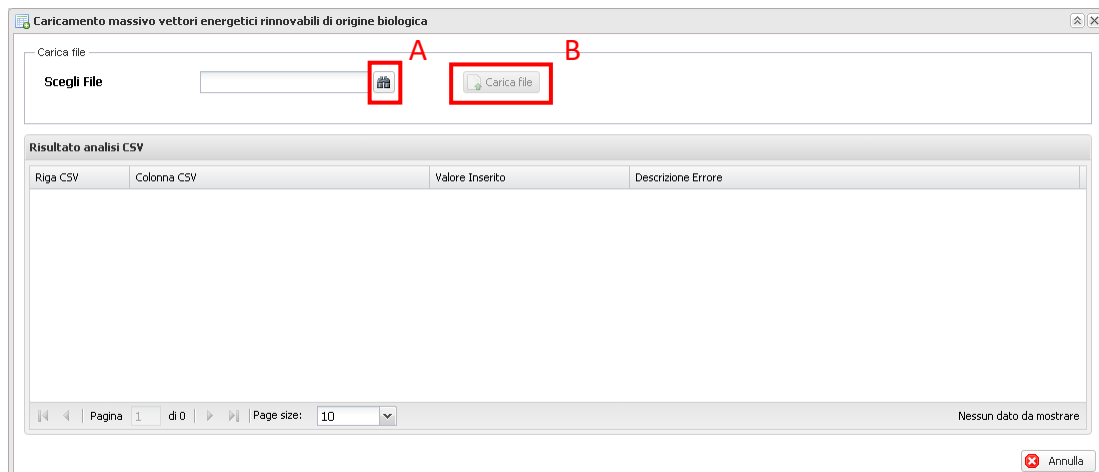 Caricamento massivo vettori energetici rinnovabili di origine biologica
Carica file
A
B
Scegli File
Carica file
Risultato analisi CSV
Riga CSV Colonna CSV Valore Inserito Descrizione Errore
Pagina 1 di 0 Page size: 10 Nessun dato da mostrare
Annulla